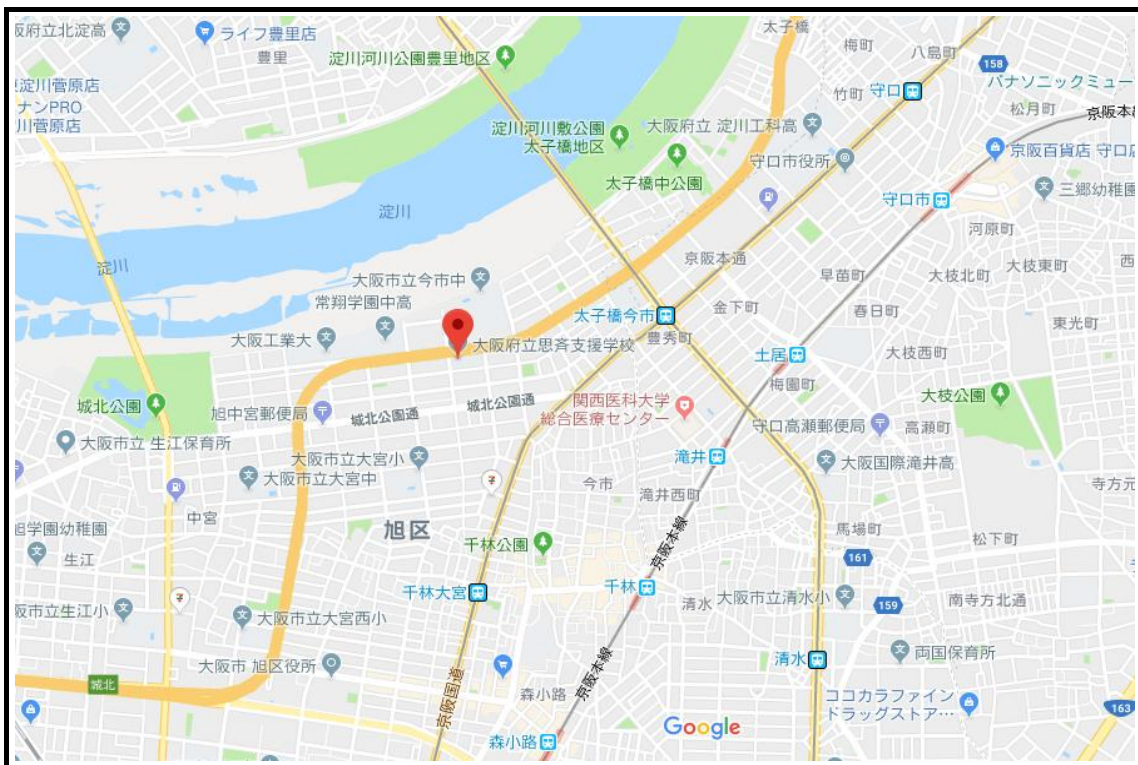 阪府立北淀高
ライフ豊里店
豊里
淀川河川公園豊里地区
太子橋
梅町
八島町
158
パナソニックミュー
淀川菅原店
ナンPRO
川菅原店
竹町
守口
松月町
京阪本線
淀川河川敷公園
太子橋地区
大阪府立 淀川工科高
守口市役所
京阪百貨店 守口店
太子橋中公園
守口市
三郷幼稚園
淀川
河原町
淀川
京阪本通
早苗町
大枝北町
大枝東町
西
大阪市立今市中
常翔学園中高
太子橋今市
金下町
春日町
東光町
大阪工業大
大阪府立思斉支援学校
豊秀町
土居
大枝西町
梅園町
城北公園
旭中宮郵便局
城北公園通
城北公園通
関西医科大学
総合医療センター
大枝公園
守口高瀬郵便局
高瀬町
大阪市立 生江保育所
大阪市立大宮小
滝井
大阪国際滝井高
大阪市立大宮中
今市
滝井西町
寺方元
中宮
旭学園幼稚園
旭区
千林公園
京阪本線
馬場町
松下町
生江
161
千林大宮
千林
清水
大阪市立清水小
159
南寺方北通
阪市立生江小
大阪市立大宮西小
大阪市 旭区役所
清水
両国保育所
城北
京阪国道
森小路
京阪本線
ココカラファイン
ドラッグストア…
163
Google
森小路